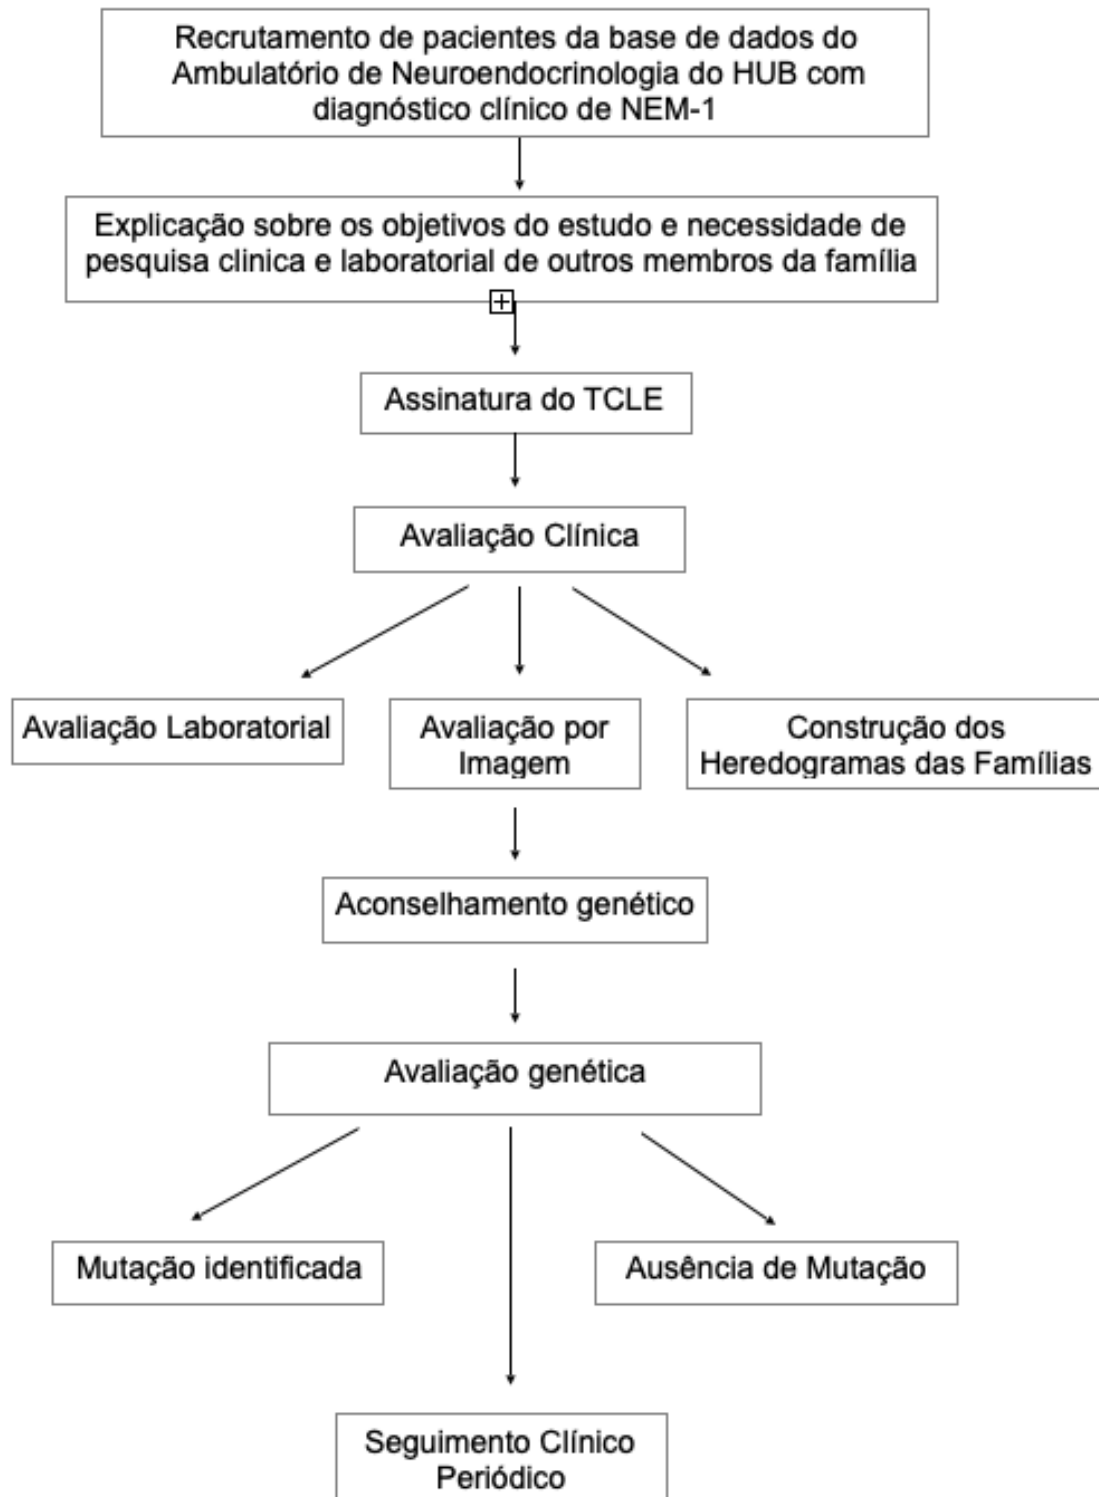 Recrutamento de pacientes da base de dados do
Ambulatório de Neuroendocrinologia do HUB com
diagnóstico clínico de NEM-1
Explicação sobre os objetivos do estudo e necessidade de
pesquisa clinica e laboratorial de outros membros da família
Assinatura do TCLE
Avaliação Clínica
Avaliação Laboratorial
Avaliação por
Imagem
Construção dos
Heredogramas das Famílias
Aconselhamento genético
Avaliação genética
Mutação identificada
Ausência de Mutação
Seguimento Clínico
Periódico